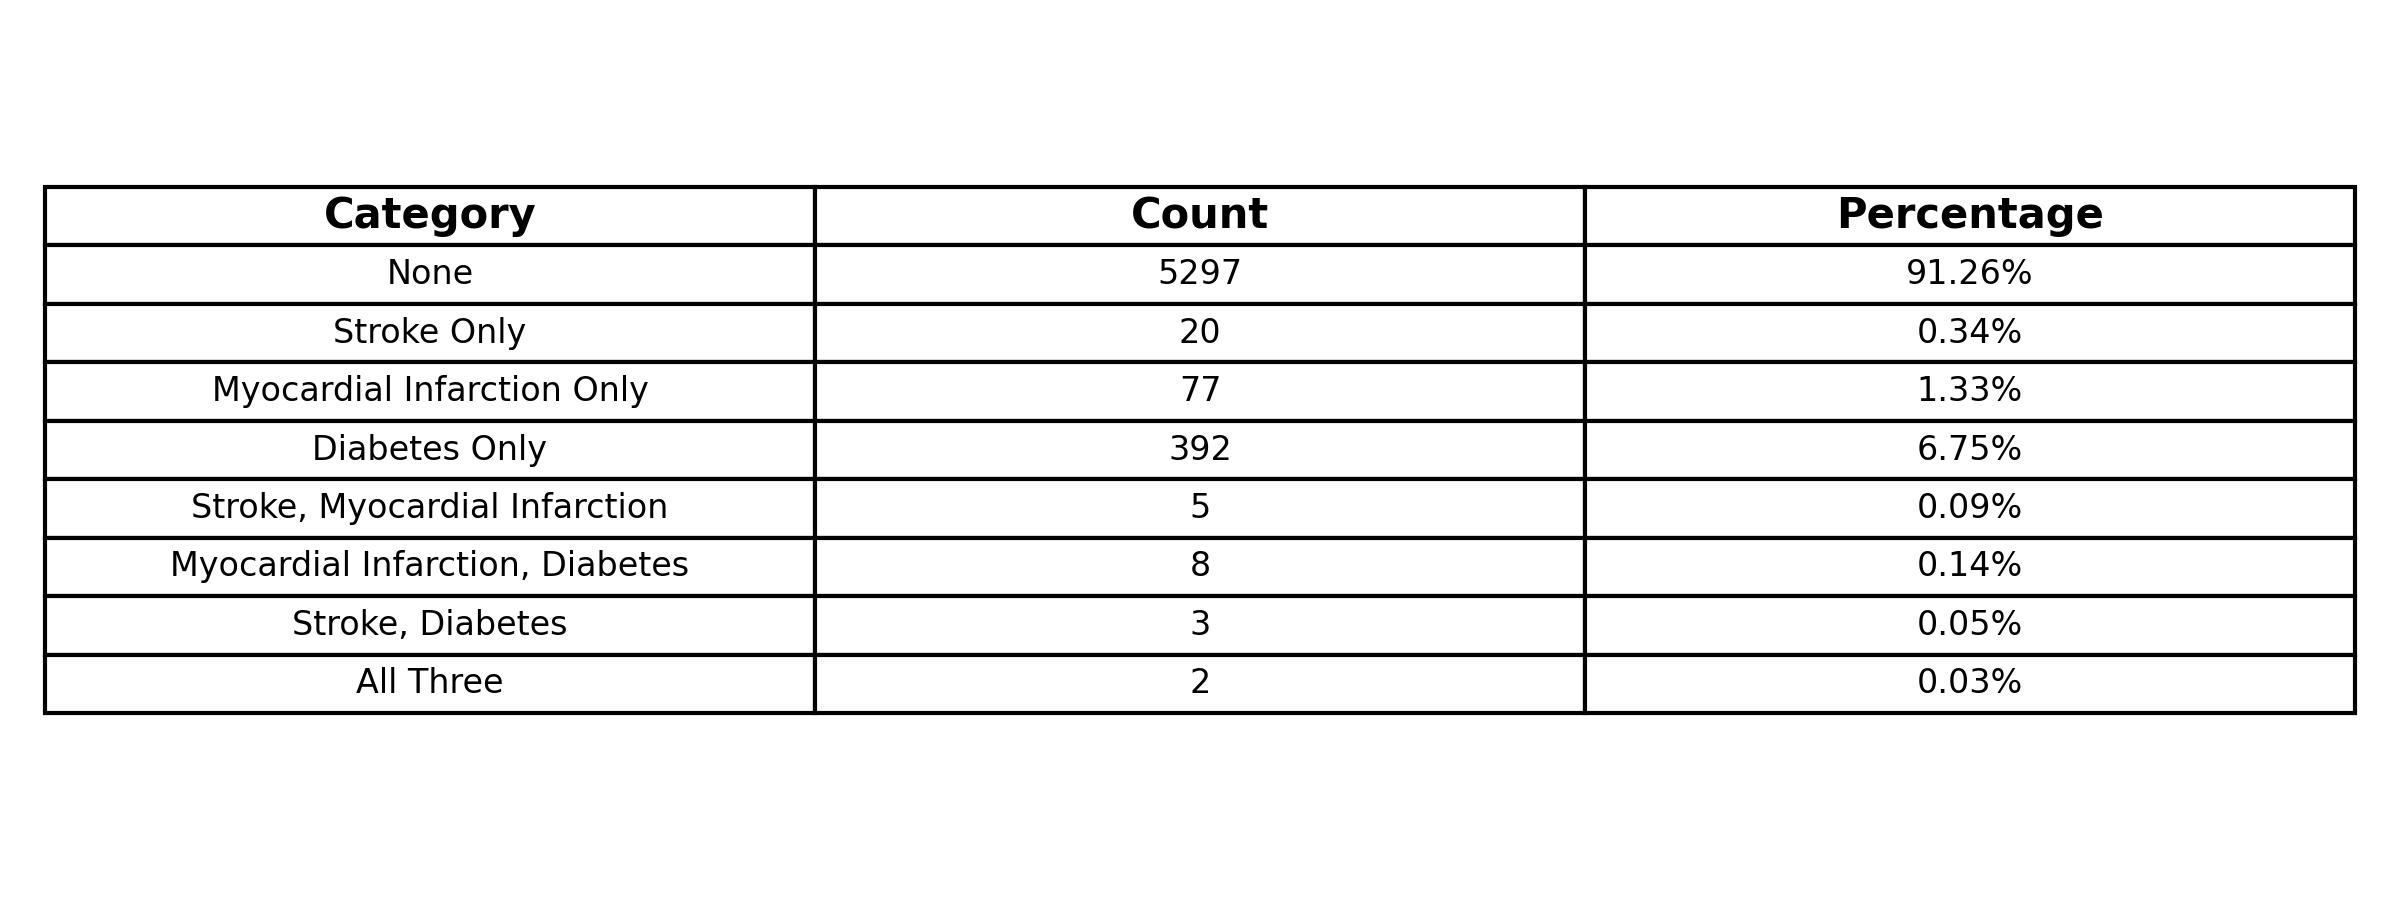 Category Count Percentage
None 5297 91.26%
Stroke Only 20 0.34%
Myocardial Infarction Only 77 1.33%
Diabetes Only 392 6.75%
Stroke, Myocardial Infarction 5 0.09%
Myocardial Infarction, Diabetes 8 0.14%
Stroke, Diabetes 3 0.05%
All Three 2 0.03%